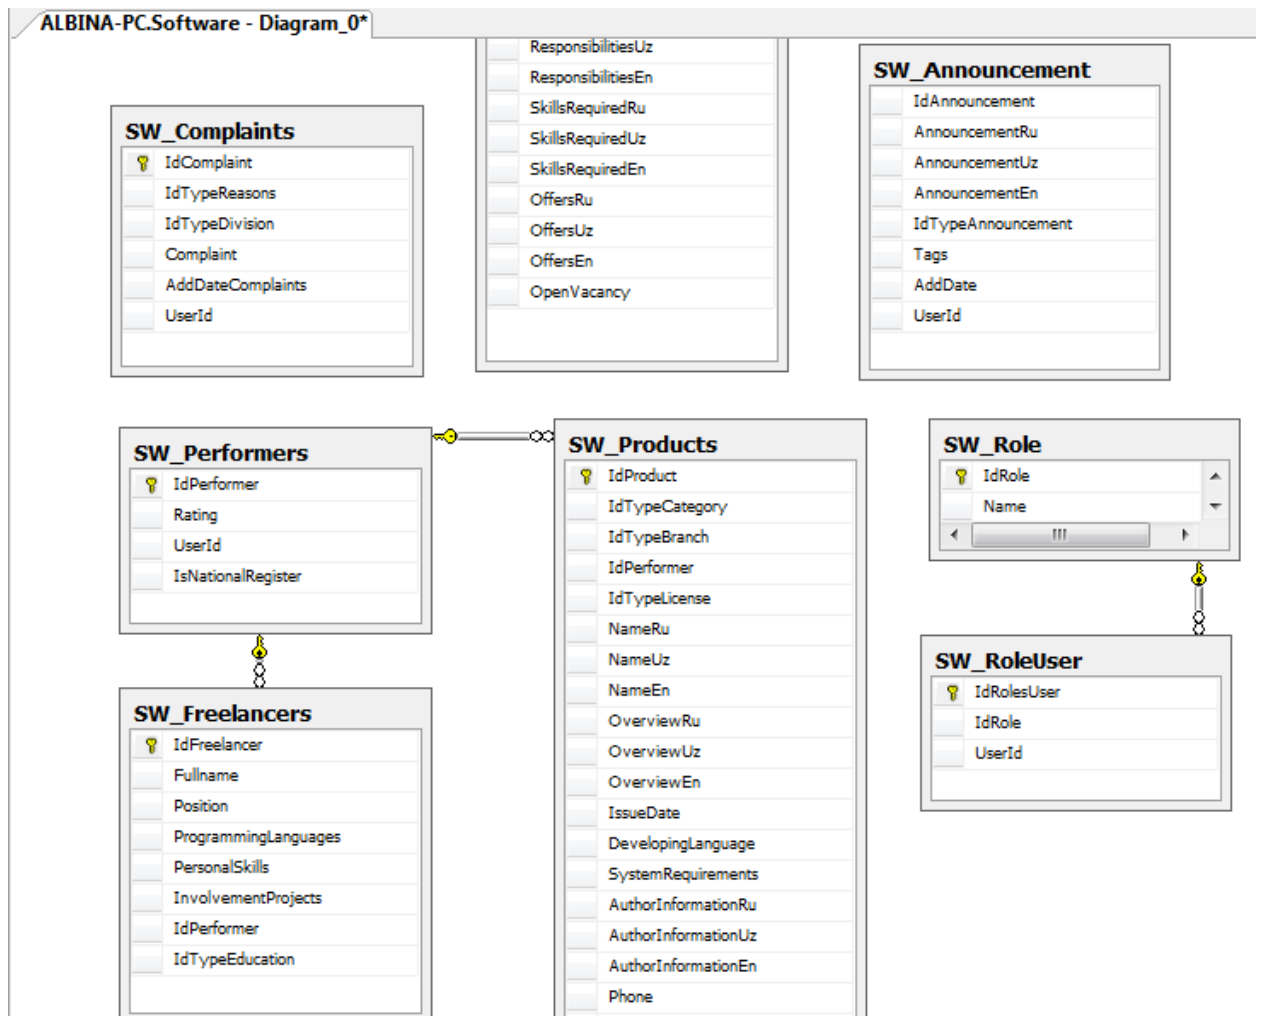 ALBINA-PC.Software - Diagram_0*
SW_Complaints
IdComplaint
IdTypeReasons
IdTypeDivision
Complaint
AddDateComplaints
UserId
ResponsibilitiesUz
ResponsibilitiesEn
SkillsRequiredRu
SkillsRequiredUz
SkillsRequiredEn
OffersRu
OffersUz
OffersEn
OpenVacancy
SW_Announcement
IdAnnouncement
AnnouncementRu
AnnouncementUz
AnnouncementEn
IdTypeAnnouncement
Tags
AddDate
UserId
SW_Performers
IdPerformer
Rating
UserId
IsNationalRegister
SW_Freelancers
IdFreelancer
Fullname
Position
ProgrammingLanguages
PersonalSkills
InvolvementProjects
IdPerformer
IdTypeEducation
SW_Products
IdProduct
IdTypeCategory
IdTypeBranch
IdPerformer
IdTypeLicense
NameRu
NameUz
NameEn
OverviewRu
OverviewUz
OverviewEn
IssueDate
DevelopingLanguage
SystemRequirements
AuthorInformationRu
AuthorInformationUz
AuthorInformationEn
Phone
SW_Role
IdRole
Name
SW_RoleUser
IdRolesUser
IdRole
UserId